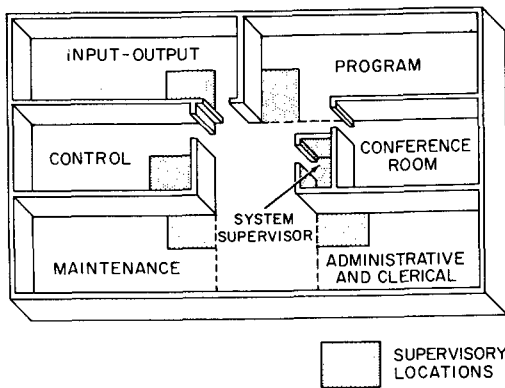 iNPUT-OUTPUT
PROGRAM
CONTROL
CONFERENCE
ROOM
SYSTEM
SUPERVISOR
MAINTENANCE
ADMINISTRATIVE
AND CLERICAL
SUPERVISORY
LOCATIONS